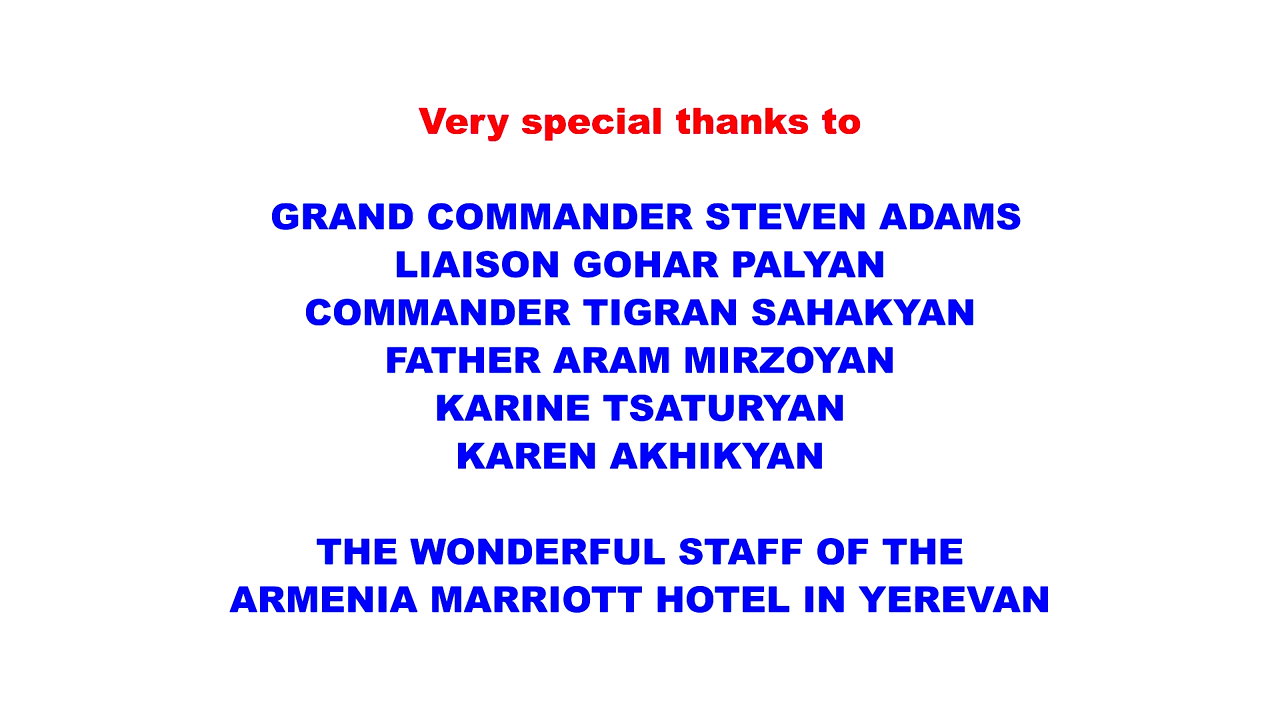 Very special thanks to
GRAND COMMANDER STEVEN ADAMS
LIAISON GOHAR PALYAN
COMMANDER TIGRAN SAHAKYAN
FATHER ARAM MIRZOYAN
KARINE TSATURYAN
KAREN AKHIKYAN
THE WONDERFUL STAFF OF THE
ARMENIA MARRIOTT HOTEL IN YEREVAN